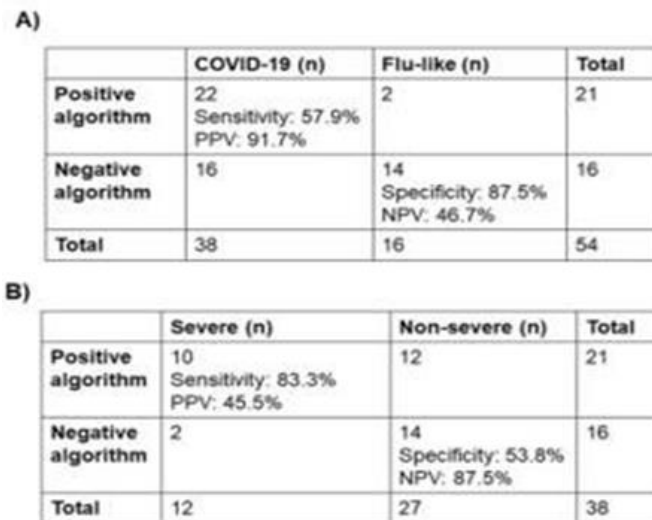 A)
COVID-19 (n) Flu-like (n) Total
Positive 22 2 21
algorithm Sensitivity: 57.9%
PPV: 91.7%
Negative 16 14 16
algorithm Specificity: 87.5%
NPV: 46.7%
Total 38 16 54
B)
Severe (n) Non-severe (n) Total
Positive 10 12 21
algorithm Sensitivity: 83.3%
PPV: 45.5%
Negative 2 14 16
algorithm Specificity: 53.8%
NPV: 87.5%
Total 12 27 38